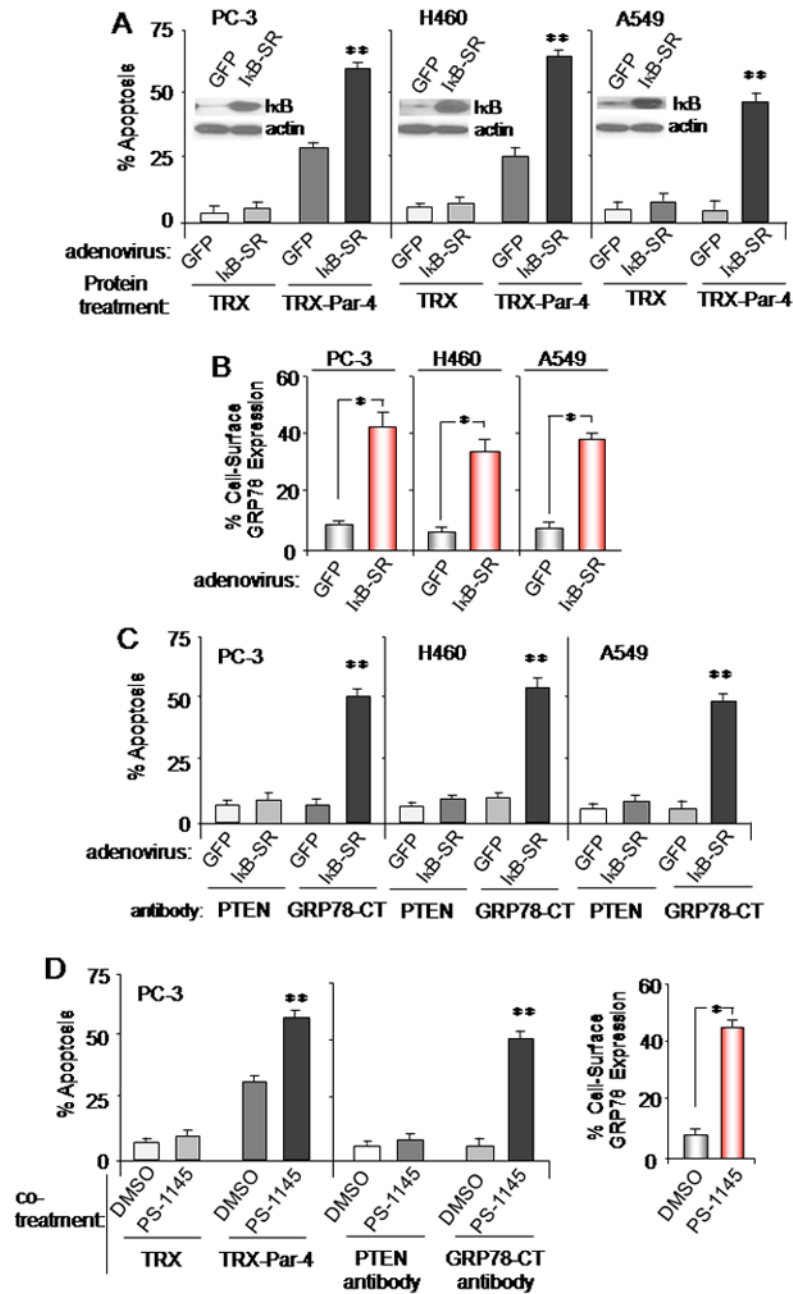 A
PC-3
H460
A549
% Apoptosis
75
50
25
0
GFP
IκB-SR
IκB
actin
**
GFP
IκB-SR
IκB
actin
**
GFP
IκB-SR
IκB
actin
**
adenovirus:
GFP
IκB-SR
GFP
IκB-SR
GFP
IκB-SR
GFP
IκB-SR
GFP
IκB-SR
GFP
IκB-SR
Protein
treatment:
TRX
TRX-Par-4
TRX
TRX-Par-4
TRX
TRX-Par-4
B
PC-3
H460
A549
% Cell-Surface
GRP78 Expression
60
40
20
0
*
*
*
adenovirus:
GFP
IκB-SR
GFP
IκB-SR
GFP
IκB-SR
C
PC-3
H460
A549
% Apoptosis
75
50
25
0
**
**
**
adenovirus:
GFP
IκB-SR
GFP
IκB-SR
GFP
IκB-SR
GFP
IκB-SR
GFP
IκB-SR
GFP
IκB-SR
antibody:
PTEN
GRP78-CT
PTEN
GRP78-CT
PTEN
GRP78-CT
D
PC-3
% Apoptosis
75
50
25
0
**
**
co-
treatment:
DMSO
PS-1145
DMSO
PS-1145
DMSO
PS-1145
DMSO
PS-1145
TRX
TRX-Par-4
PTEN
antibody
GRP78-CT
antibody
% Cell-Surface
GRP78 Expression
60
40
20
0
*
DMSO
PS-1145